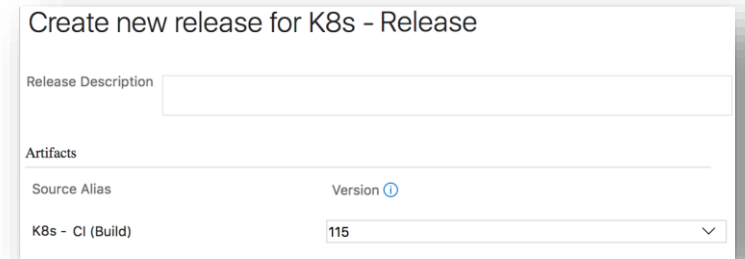 Create new release for K8s - Release
Release Description
Artifacts
Source Alias Version
K8s - CI (Build) 115